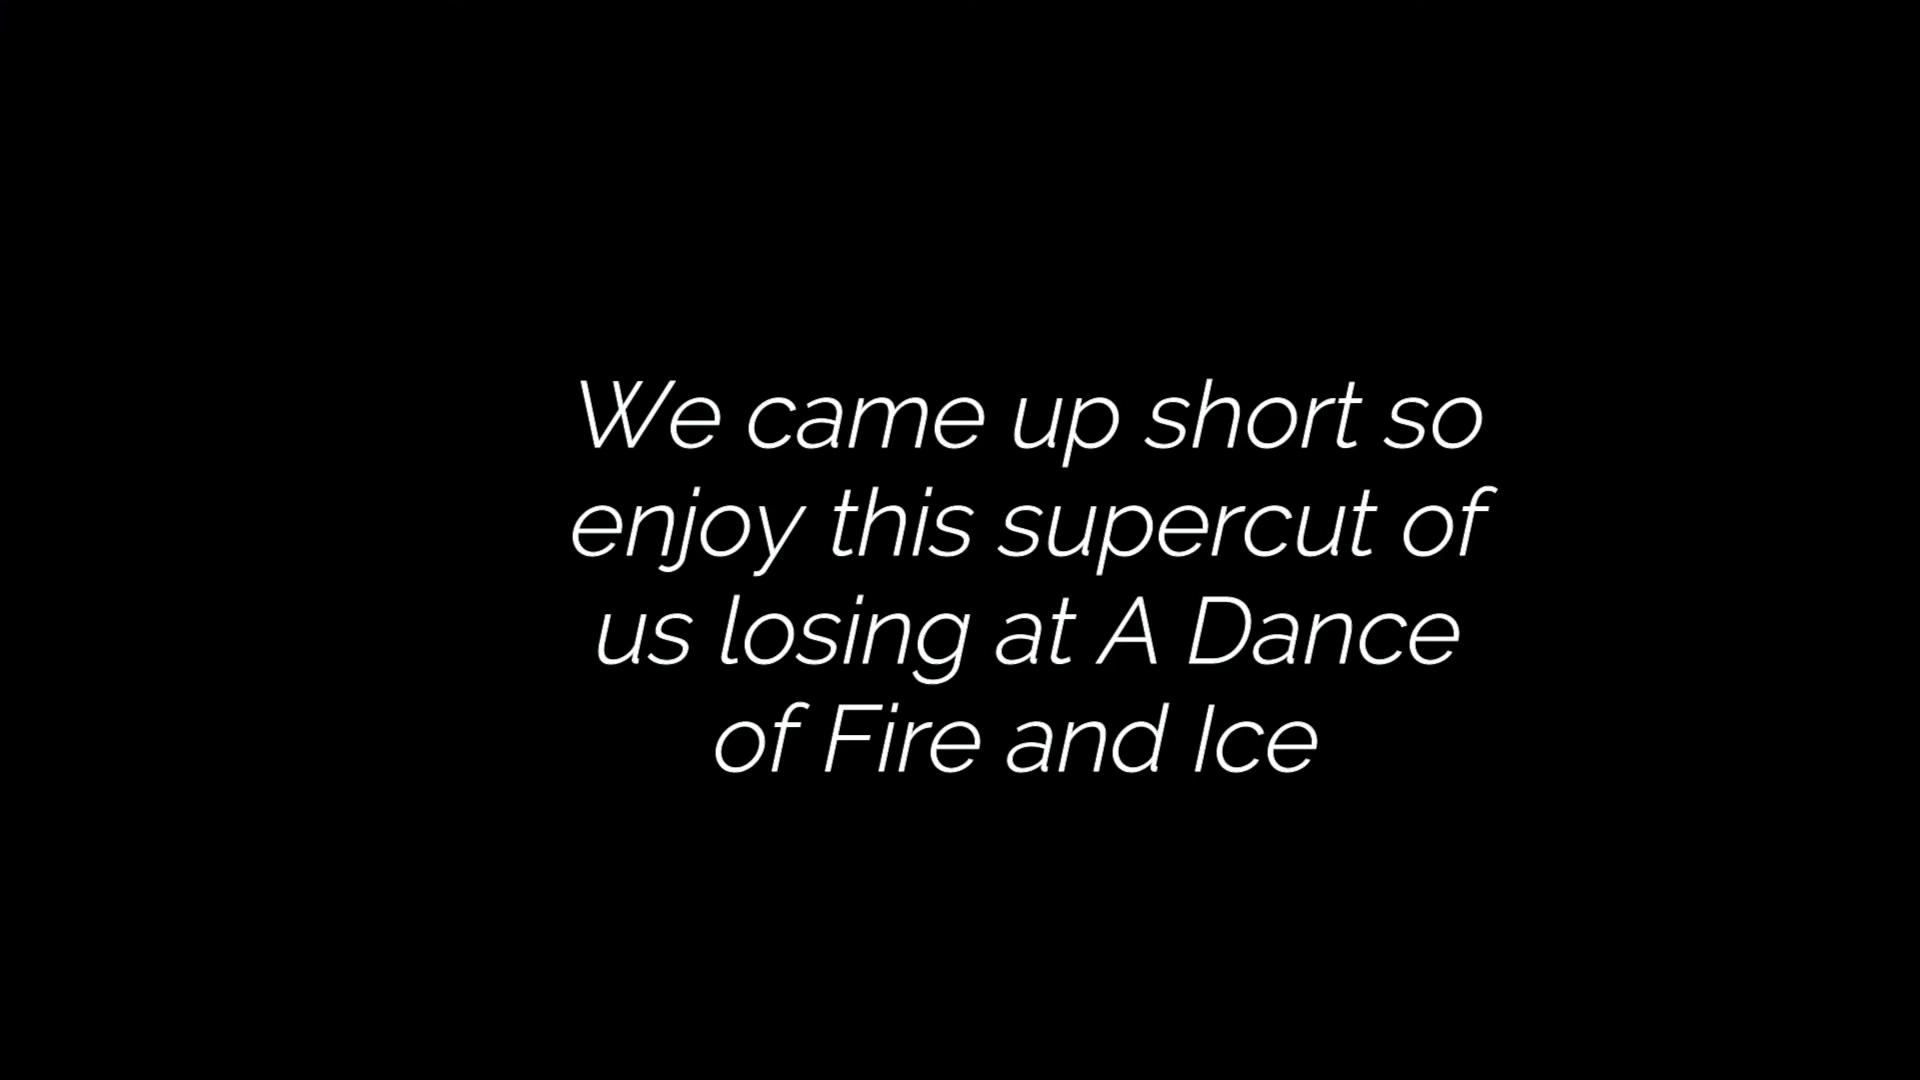 We came up short so
enjoy this supercut of
us losing at A Dance
of Fire and Ice